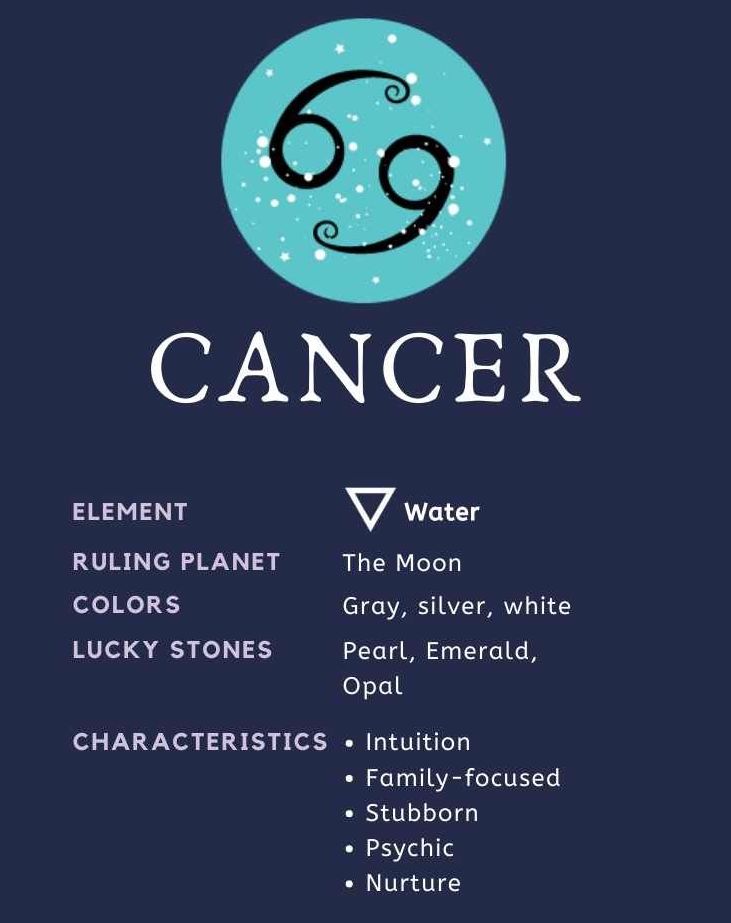 CANCER
ELEMENT Water
RULING PLANET The Moon
COLORS Gray, silver, white
LUCKY STONES Pearl, Emerald,
Opal
CHARACTERISTICS • Intuition
• Family-focused
• Stubborn
• Psychic
• Nurture